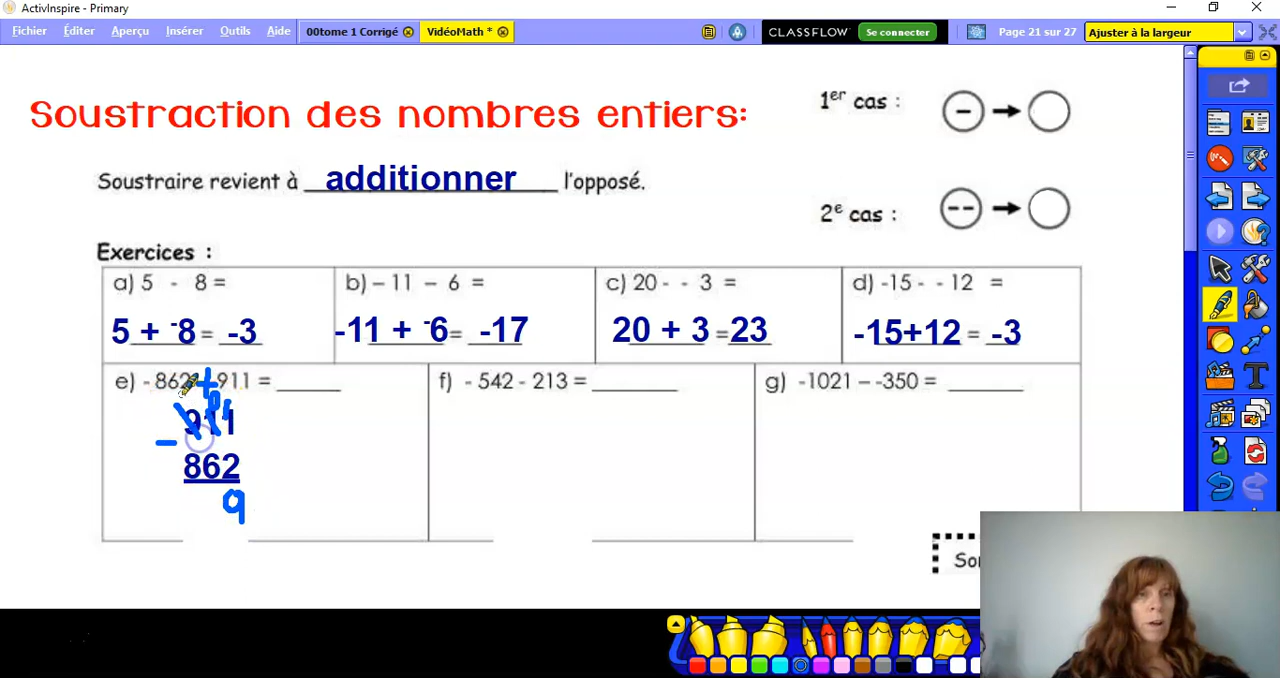 ActivInspire - Primary
Fichier Éditer Aperçu Insérer Outils Aide
00tome 1 Corrigé
VidéoMath *
CLASSFLOW
Se connecter
Page 21 sur 27
Ajuster à la largeur
Soustraction des nombres entiers:
1er cas : - →
Soustraire revient à additionner l'opposé.
2e cas : -- →
Exercices :
a) 5 - 8 =
b) – 11 – 6 =
c) 20 - - 3 =
d) -15 - - 12 =
5 + -8 = -3
-11 + -6 = -17
20 + 3 = 23
-15+12 = -3
e) - 862 + 911 = ______
f) - 542 - 213 = ______
g) -1021 – -350 = ______
911
- 862
9